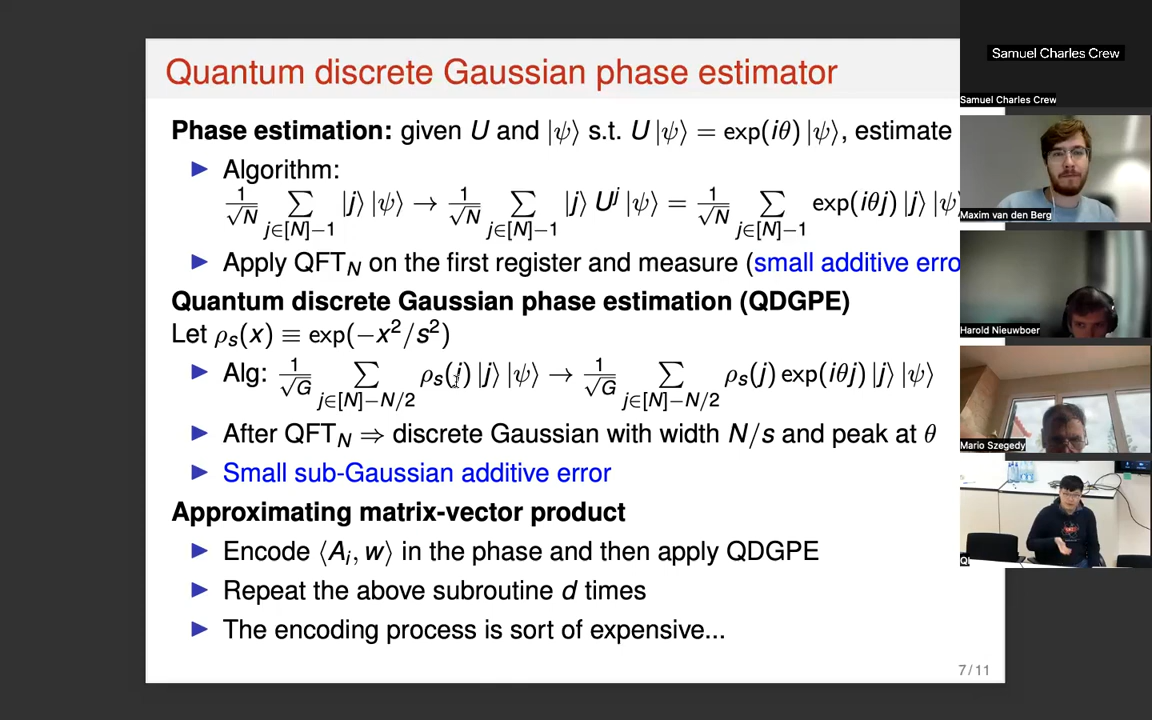 Quantum discrete Gaussian phase estimator
Phase estimation: given U and |ψ⟩ s.t. U |ψ⟩ = exp(iθ) |ψ⟩, estimate
▶ Algorithm:
1/√N ∑_{j∈[N]−1} |j⟩ |ψ⟩ → 1/√N ∑_{j∈[N]−1} |j⟩ U^j |ψ⟩ = 1/√N ∑_{j∈[N]−1} exp(iθj) |j⟩ |ψ⟩
▶ Apply QFT_N on the first register and measure (small additive erro
Quantum discrete Gaussian phase estimation (QDGPE)
Let ρ_s(x) ≡ exp(−x²/s²)
▶ Alg: 1/√G ∑_{j∈[N]−N/2} ρ_s(j) |j⟩ |ψ⟩ → 1/√G ∑_{j∈[N]−N/2} ρ_s(j) exp(iθj) |j⟩ |ψ⟩
▶ After QFT_N ⇒ discrete Gaussian with width N/s and peak at θ
▶ Small sub-Gaussian additive error
Approximating matrix-vector product
▶ Encode ⟨A_i, w⟩ in the phase and then apply QDGPE
▶ Repeat the above subroutine d times
▶ The encoding process is sort of expensive...
7/11
Samuel Charles Crew
Samuel Charles Crew
Maxim van den Berg
Harold Nieuwboer
Mario Szegedy